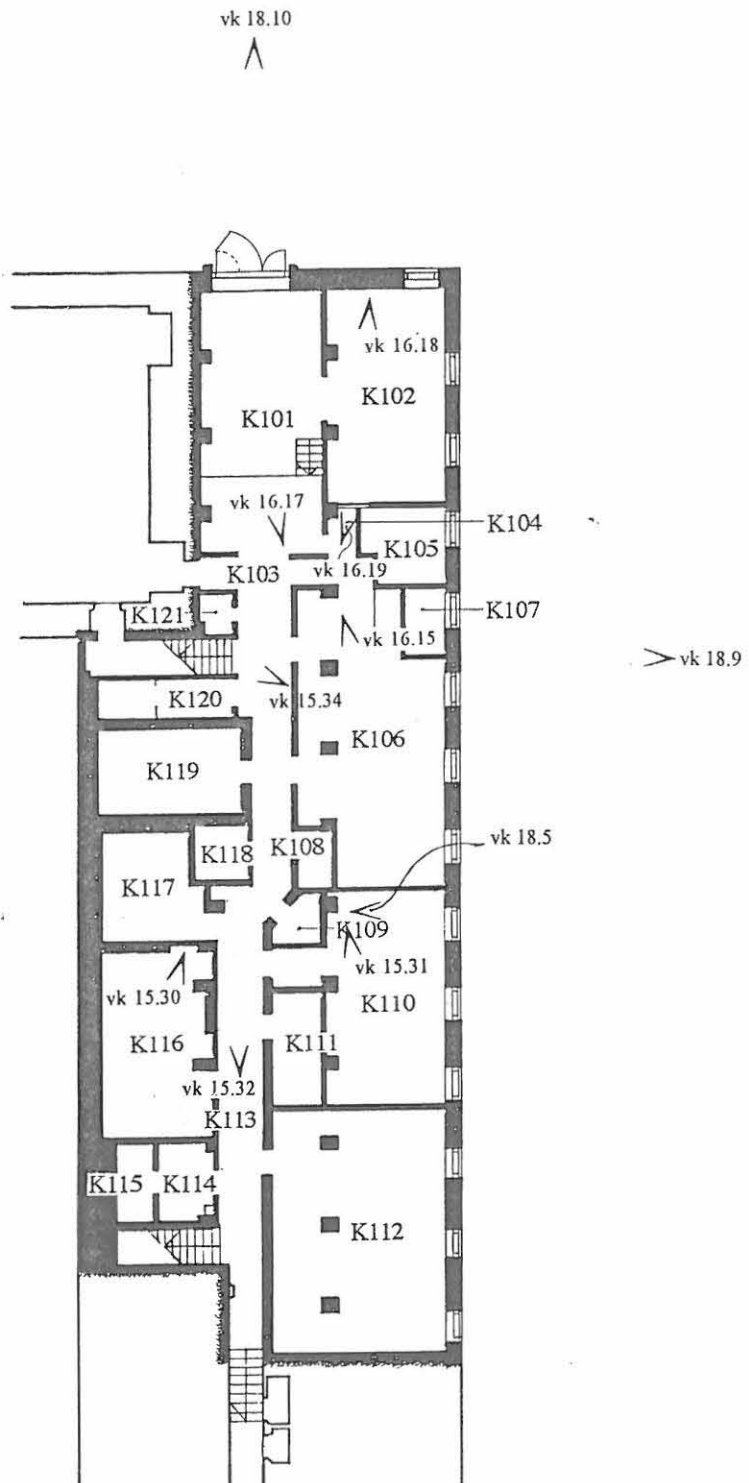 vk 18.10
vk 16.18
K102
K101
vk 16.17
K104
K105
vk 16.19
K103
K107
K121
vk 16.15
vk 18.9
K120
vk 15.34
K106
K119
vk 18.5
K108
K118
K117
K109
vk 15.31
vk 15.30
K110
K116
K111
vk 15.32
K113
K115
K114
K112